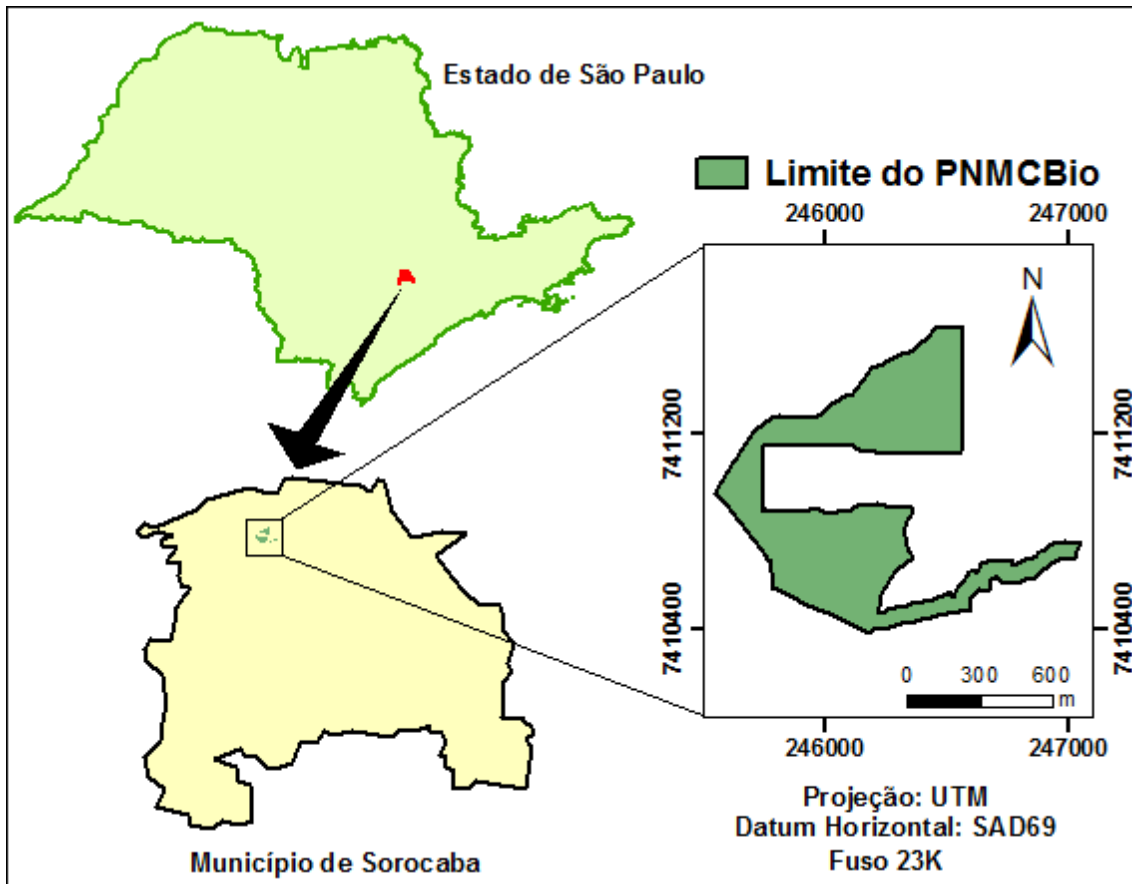 Estado de São Paulo
Limite do PNMCBio
246000 247000
N
7411200 7411200
7410400 7410400
0 300 600
m
246000 247000
Projeção: UTM
Datum Horizontal: SAD69
Fuso 23K
Município de Sorocaba